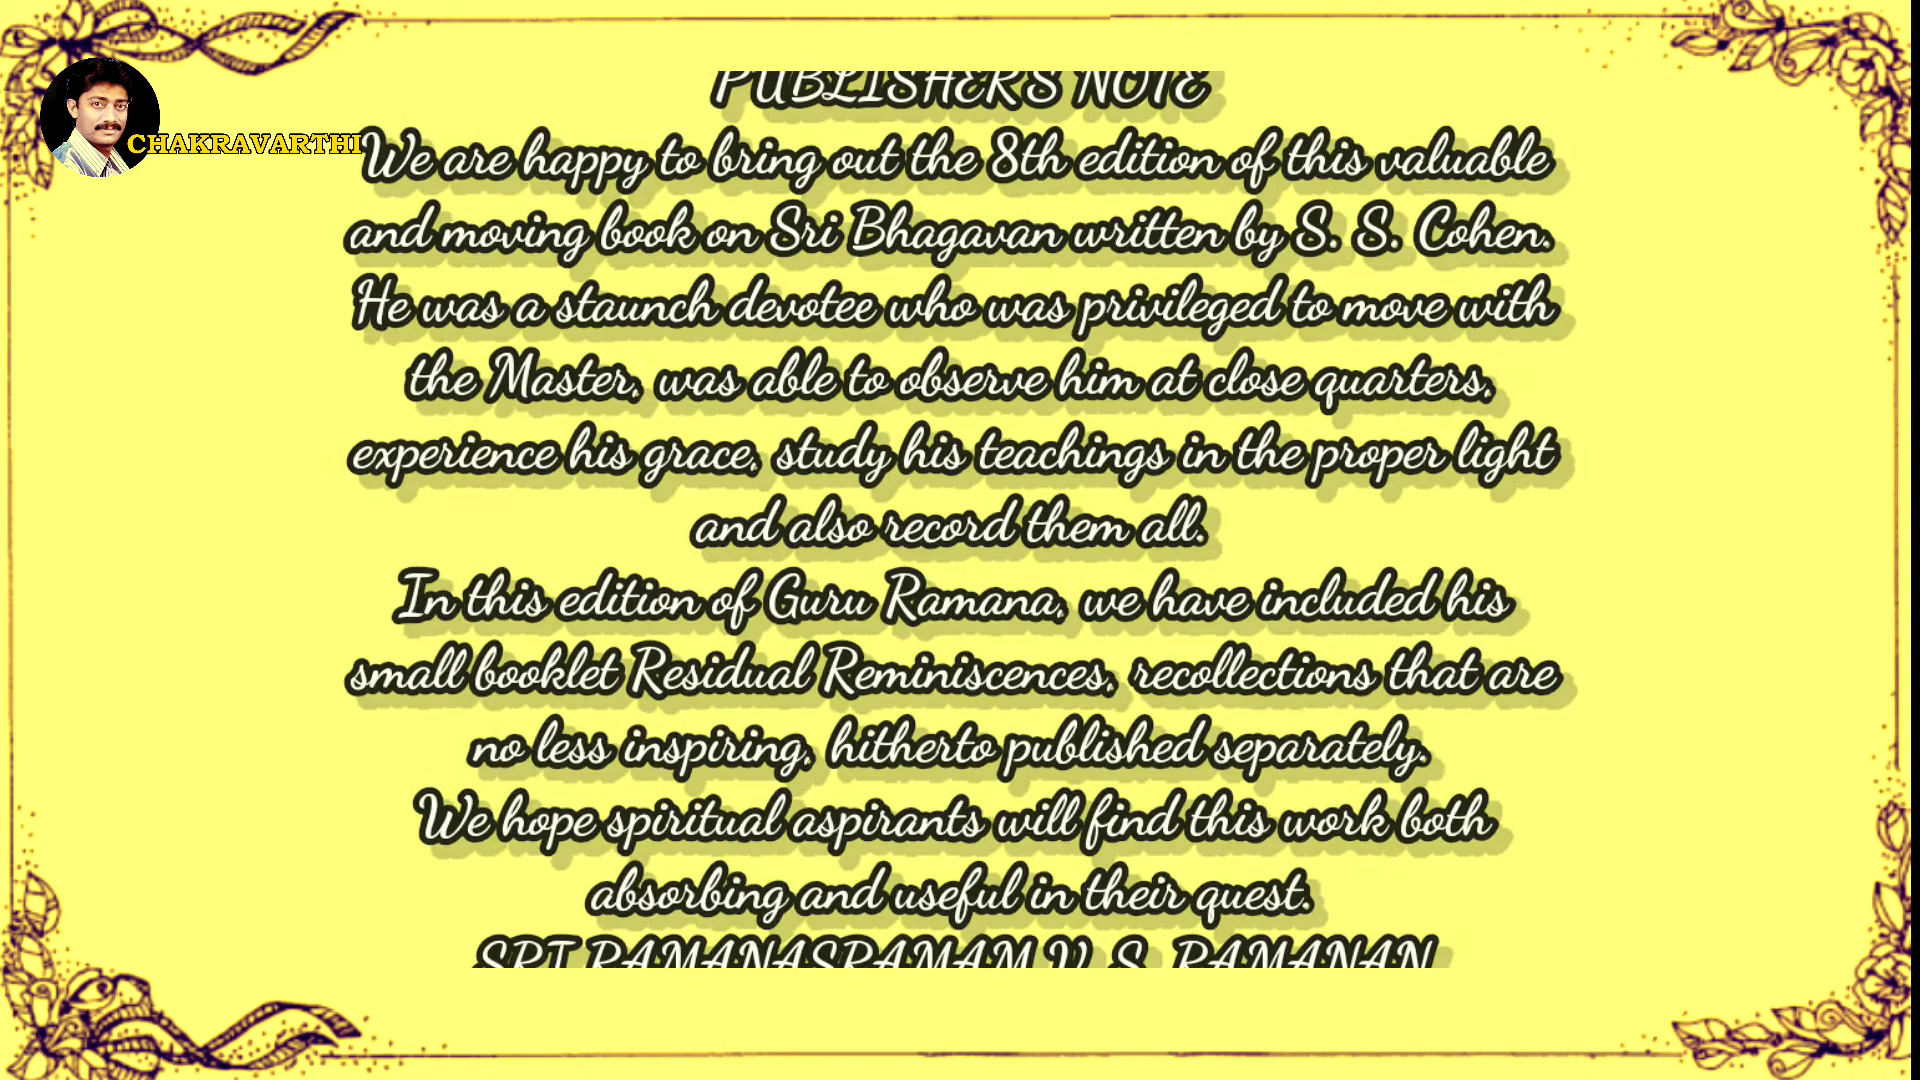 PUBLISHER'S NOTE
CHAKRAVARTHI
We are happy to bring out the 8th edition of this valuable
and moving book on Sri Bhagavan written by S. S. Cohen.
He was a staunch devotee who was privileged to move with
the Master, was able to observe him at close quarters,
experience his grace, study his teachings in the proper light
and also record them all.
In this edition of Guru Ramana, we have included his
small booklet Residual Reminiscences, recollections that are
no less inspiring, hitherto published separately.
We hope spiritual aspirants will find this work both
absorbing and useful in their quest.
SRI RAMANASRAMAM V. S. RAMANAN